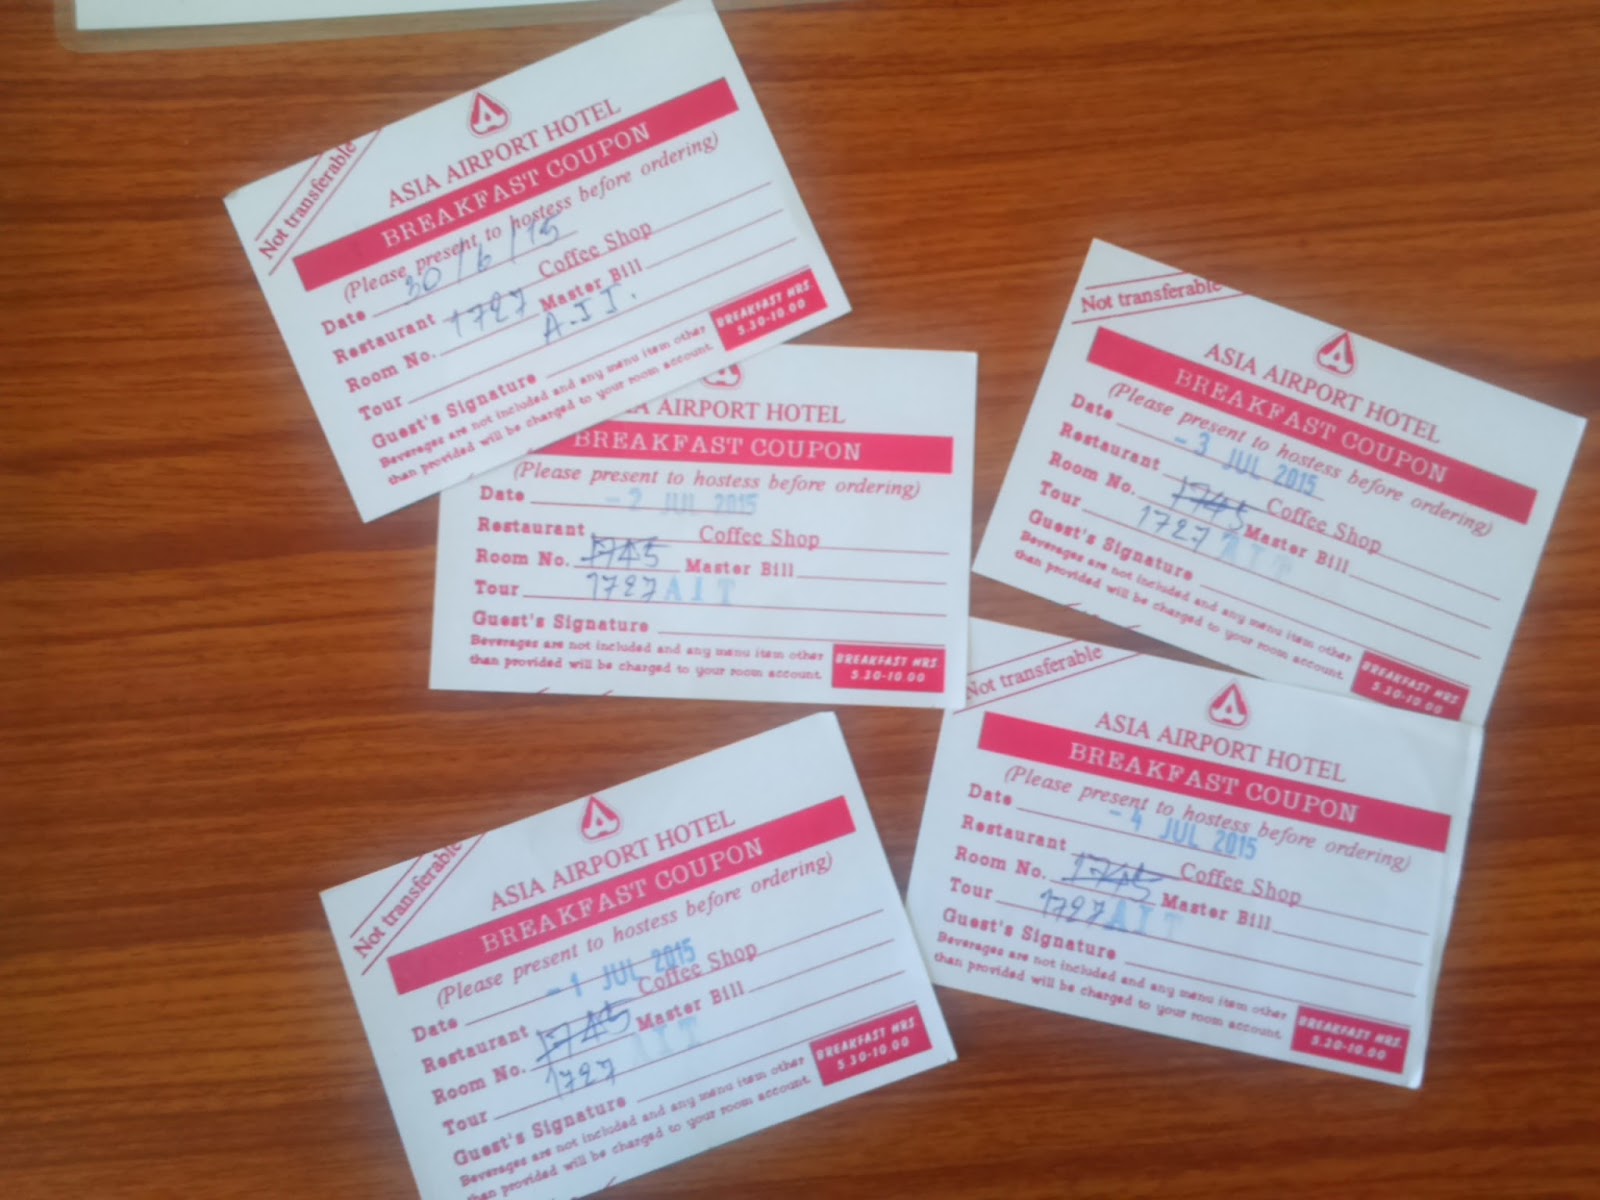 Not transferable
ASIA AIRPORT HOTEL
BREAKFAST COUPON
(Please present to hostess before ordering)
Date 30/6/15
Restaurant Coffee Shop
Room No. 1727 Master Bill
Tour A.I.T.
Guest's Signature
Beverages are not included and any menu item other
than provided will be charged to your room account.
BREAKFAST HRS.
5.30-10.00
AIRPORT HOTEL
BREAKFAST COUPON
(Please present to hostess before ordering)
Date -2 JUL 2015
Restaurant Coffee Shop
Room No. 1745 Master Bill
Tour 1727 AIT
Guest's Signature
Beverages are not included and any menu item other
than provided will be charged to your room account.
BREAKFAST HRS.
5.30-10.00
Not transferable
ASIA AIRPORT HOTEL
BREAKFAST COUPON
(Please present to hostess before ordering)
Date -3 JUL 2015
Restaurant Coffee Shop
Room No. 1745 Master Bill
Tour 1727 AIT
Guest's Signature
Beverages are not included and any menu item other
than provided will be charged to your room account.
BREAKFAST HRS.
5.30-10.00
Not transferable
ASIA AIRPORT HOTEL
BREAKFAST COUPON
(Please present to hostess before ordering)
Date -4 JUL 2015
Restaurant Coffee Shop
Room No. 1745 Master Bill
Tour 1727 AIT
Guest's Signature
Beverages are not included and any menu item other
than provided will be charged to your room account.
BREAKFAST HRS.
5.30-10.00
Not transferable
ASIA AIRPORT HOTEL
BREAKFAST COUPON
(Please present to hostess before ordering)
Date -1 JUL 2015
Restaurant Coffee Shop
Room No. 1745 Master Bill
Tour 1727 AIT
Guest's Signature
Beverages are not included and any menu item other
than provided will be charged to your room account.
BREAKFAST HRS.
5.30-10.00